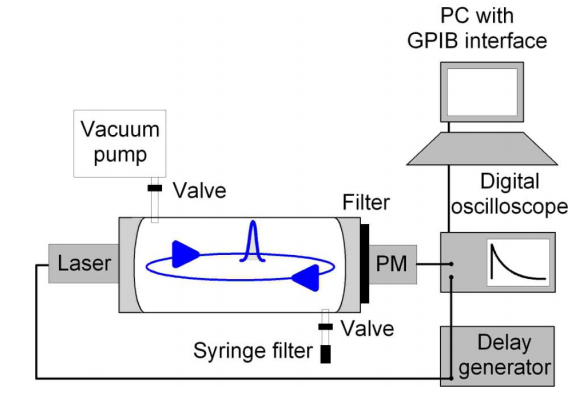 PC with
GPIB interface
Vacuum
pump
Valve
Filter
Digital
oscilloscope
Laser
PM
Valve
Syringe filter
Delay
generator